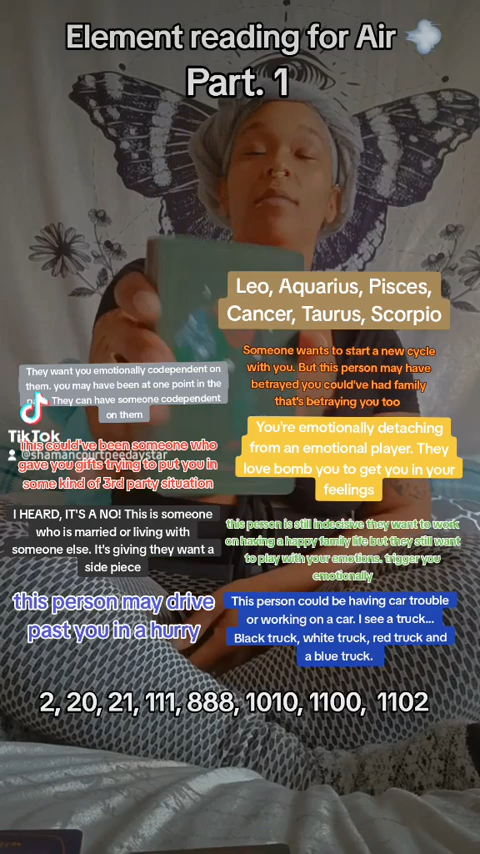 Element reading for Air 💨
Part. 1
Leo, Aquarius, Pisces,
Cancer, Taurus, Scorpio
Someone wants to start a new cycle
with you. But this person may have
betrayed you could've had family
that's betraying you too
They want you emotionally codependent on
them. you may have been at one point in the
They can have someone codependent
on them
TikTok
@shamancourtneedaystar
This could've been someone who
gave you gifts trying to put you in
some kind of 3rd party situation
You're emotionally detaching
from an emotional player. They
love bomb you to get you in your
feelings
I HEARD, IT'S A NO! This is someone
who is married or living with
someone else. It's giving they want a
side piece
this person is still indecisive they want to work
on having a happy family life but they still want
to play with your emotions. trigger you
emotionally
this person may drive
past you in a hurry
This person could be having car trouble
or working on a car. I see a truck...
Black truck, white truck, red truck and
a blue truck.
2, 20, 21, 111, 888, 1010, 1100, 1102